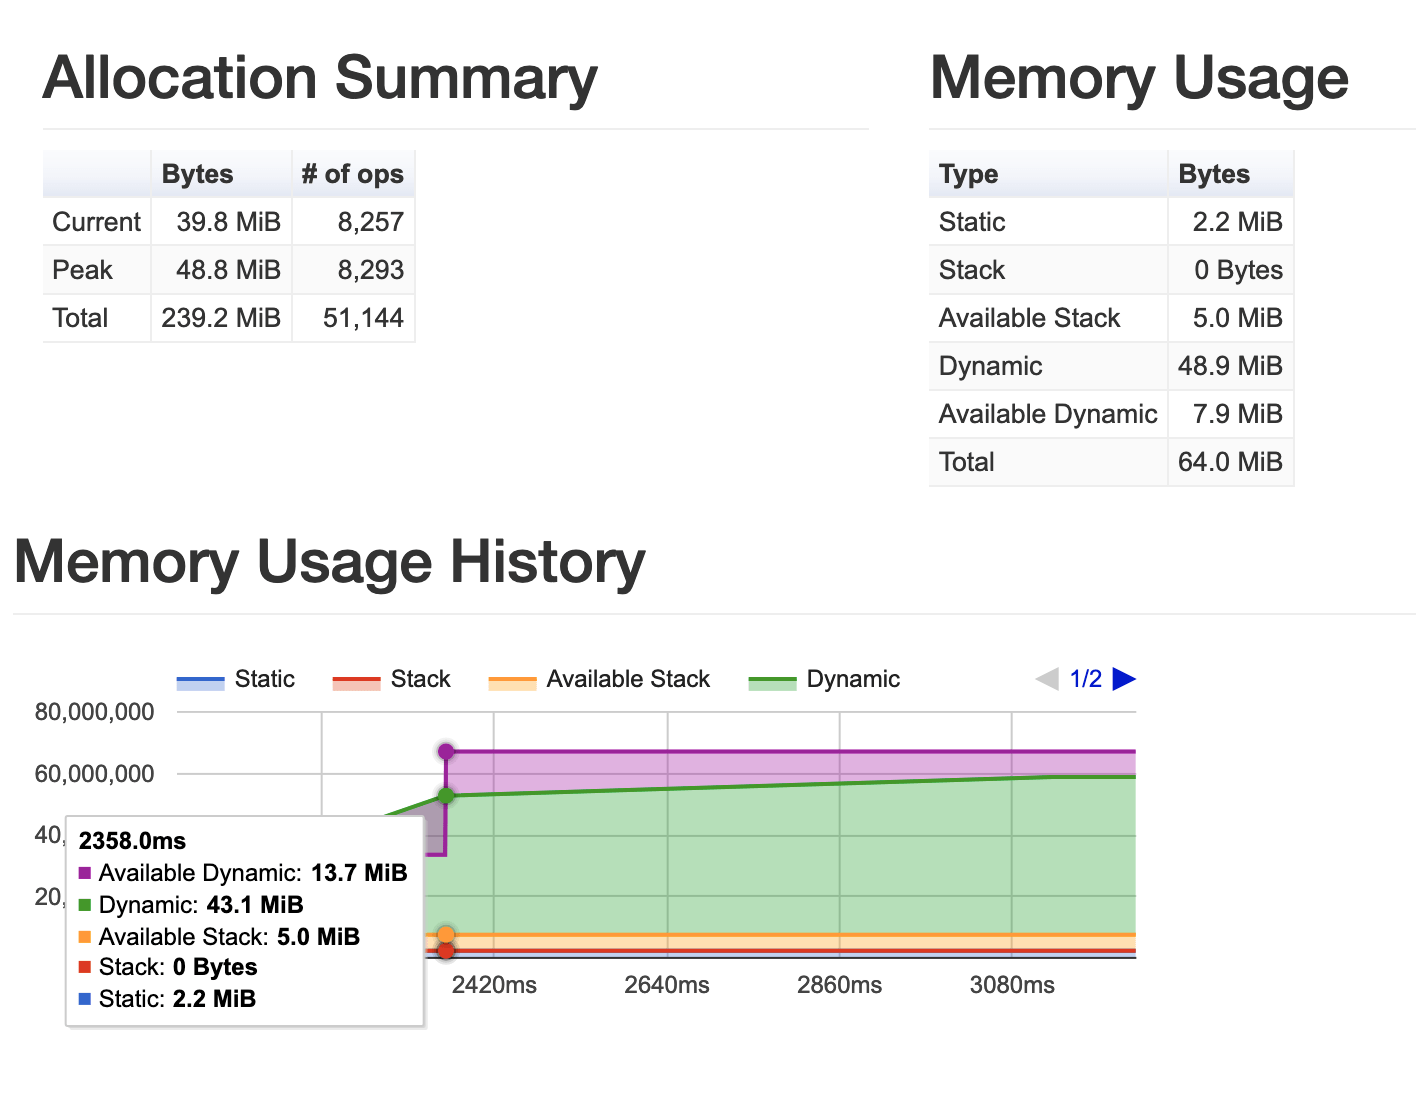 Allocation Summary
Bytes # of ops
Current 39.8 MiB 8,257
Peak 48.8 MiB 8,293
Total 239.2 MiB 51,144
Memory Usage
Type Bytes
Static 2.2 MiB
Stack 0 Bytes
Available Stack 5.0 MiB
Dynamic 48.9 MiB
Available Dynamic 7.9 MiB
Total 64.0 MiB
Memory Usage History
Static Stack Available Stack Dynamic 1/2
80,000,000
60,000,000
40,
20,
2358.0ms
Available Dynamic: 13.7 MiB
Dynamic: 43.1 MiB
Available Stack: 5.0 MiB
Stack: 0 Bytes
Static: 2.2 MiB
2420ms 2640ms 2860ms 3080ms